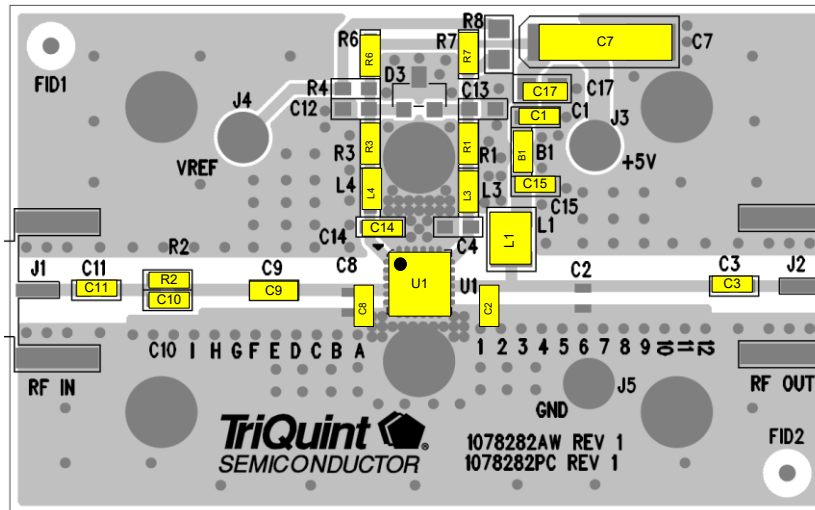 R8
R6 R6 R7 R7 C7 C7
FID1
D3
R4 C13 C17 C17
J4 C12 C1 C1 J3
R3 R3 R1 R1 B1 B1
VREF +5V
L4 L4 L3 L3 C15
C15
C14 C14 C4 L1 L1
R2
J1 C11 C9 C8 U1 U1 C2 C3 J2
C11 R2 C10 C9 C8 C2 C3
C10 I H G F E D C B A 1 2 3 4 5 6 7 8 9 10 11 12
RF IN RF OUT
J5
GND
TriQuint ®
SEMICONDUCTOR
1078282AW REV 1
1078282PC REV 1
FID2